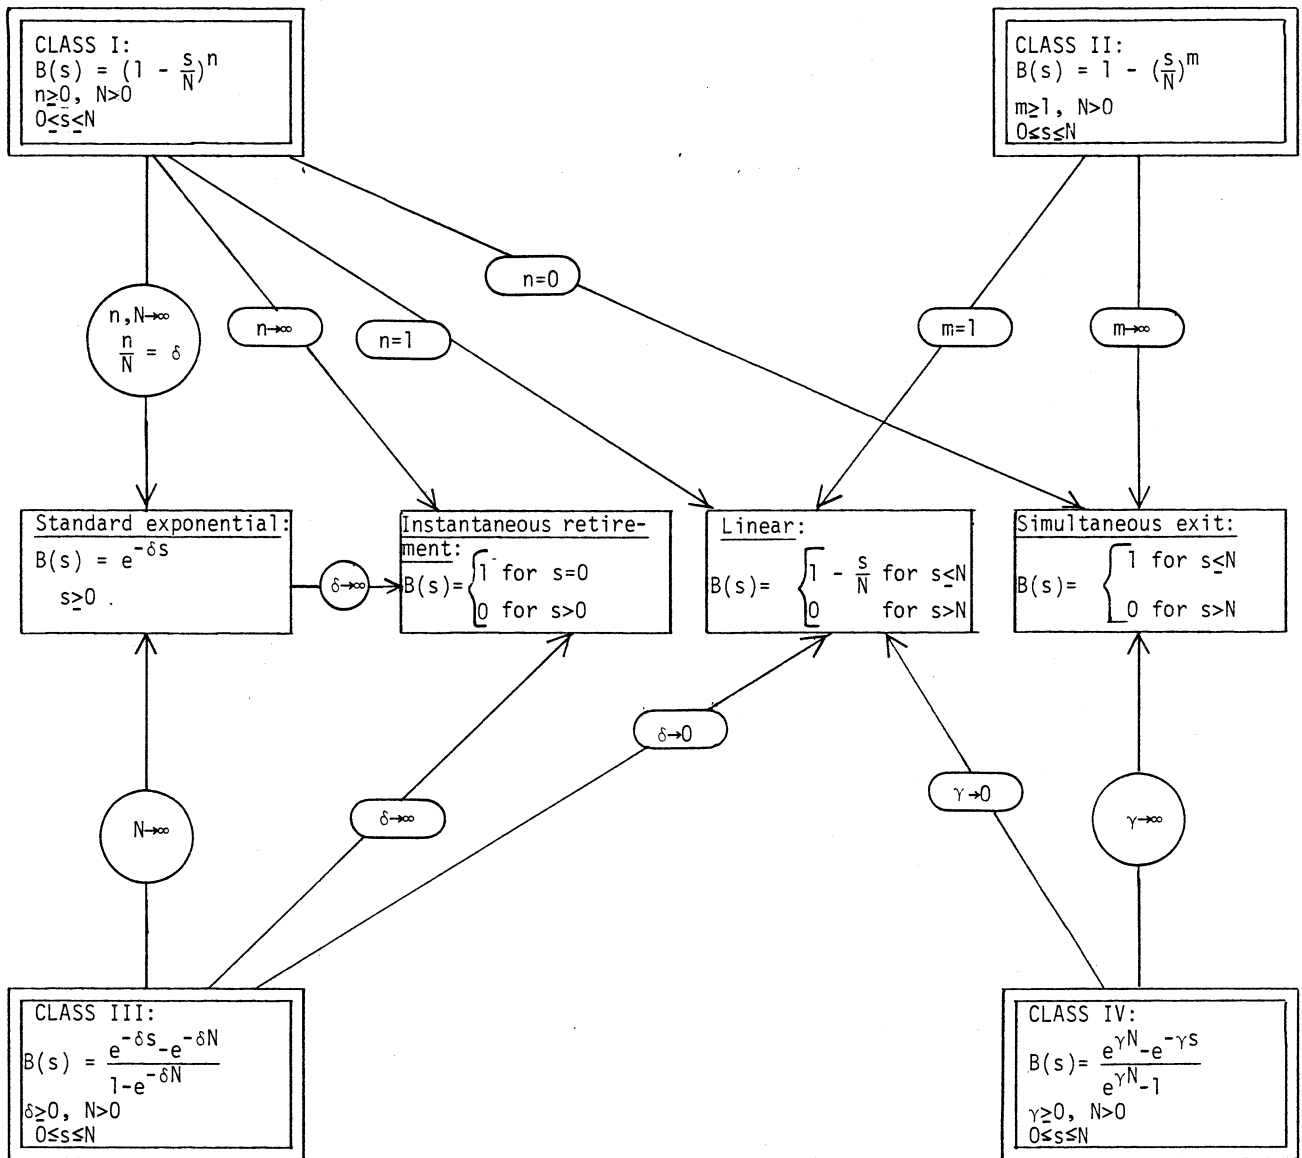 CLASS I:
B(s) = (1 - s/N)^n
n≥0, N>0
0≤s≤N
CLASS II:
B(s) = 1 - (s/N)^m
m≥1, N>0
0≤s≤N
n=0
n,N→∞
n/N = δ
n→∞
n=1
m=1
m→∞
Standard exponential:
B(s) = e^-δs
s≥0
δ→∞
Instantaneous retire-
ment:
B(s)= { 1 for s=0
0 for s>0
Linear:
B(s)= { 1 - s/N for s≤N
0 for s>N
Simultaneous exit:
B(s)= { 1 for s≤N
0 for s>N
δ→0
N→∞
δ→∞
γ→0
γ→∞
CLASS III:
B(s) = (e^-δs - e^-δN) / (1-e^-δN)
δ≥0, N>0
0≤s≤N
CLASS IV:
B(s)= (e^γN - e^-γs) / (e^γN - 1)
γ≥0, N>0
0≤s≤N